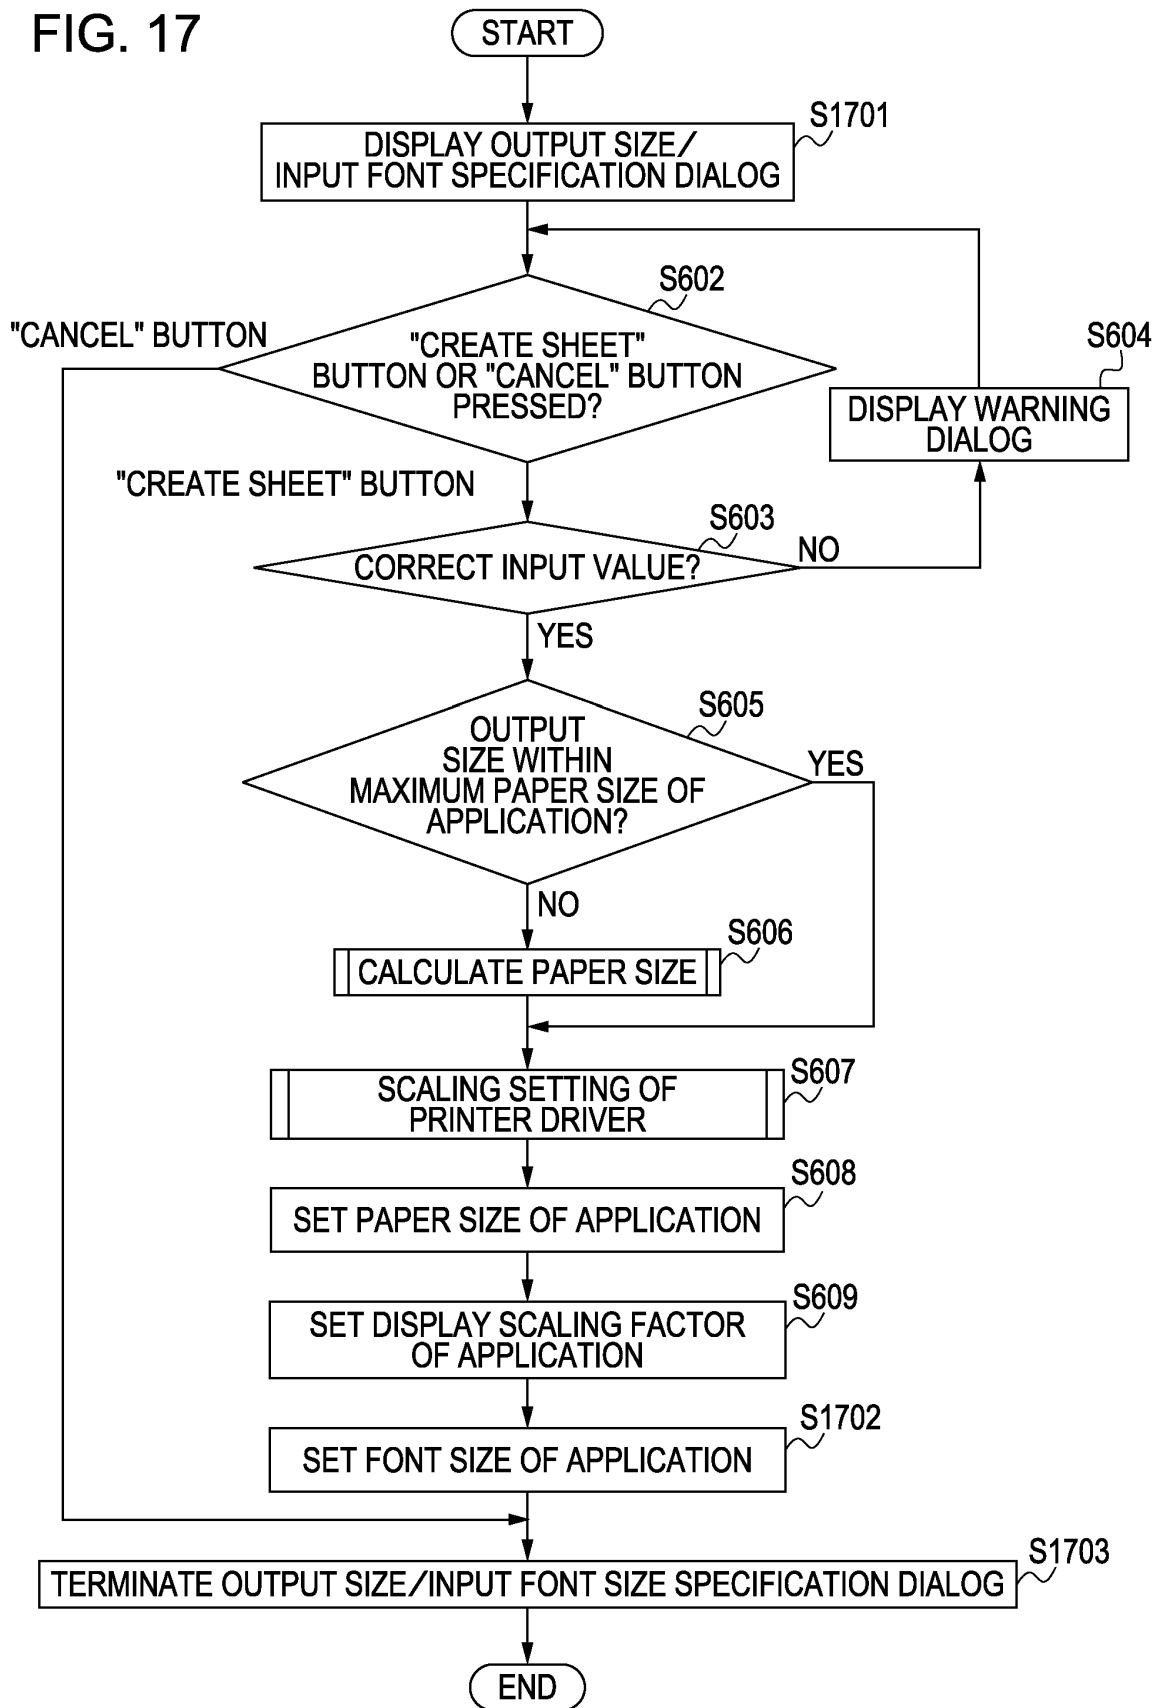 FIG. 17
START
S1701
DISPLAY OUTPUT SIZE/
INPUT FONT SPECIFICATION DIALOG
S602
"CANCEL" BUTTON
"CREATE SHEET"
BUTTON OR "CANCEL" BUTTON
PRESSED?
S604
DISPLAY WARNING
DIALOG
"CREATE SHEET" BUTTON
S603
CORRECT INPUT VALUE?
NO
YES
S605
OUTPUT
SIZE WITHIN
MAXIMUM PAPER SIZE OF
APPLICATION?
YES
NO
S606
CALCULATE PAPER SIZE
S607
SCALING SETTING OF
PRINTER DRIVER
S608
SET PAPER SIZE OF APPLICATION
S609
SET DISPLAY SCALING FACTOR
OF APPLICATION
S1702
SET FONT SIZE OF APPLICATION
S1703
TERMINATE OUTPUT SIZE/INPUT FONT SIZE SPECIFICATION DIALOG
END